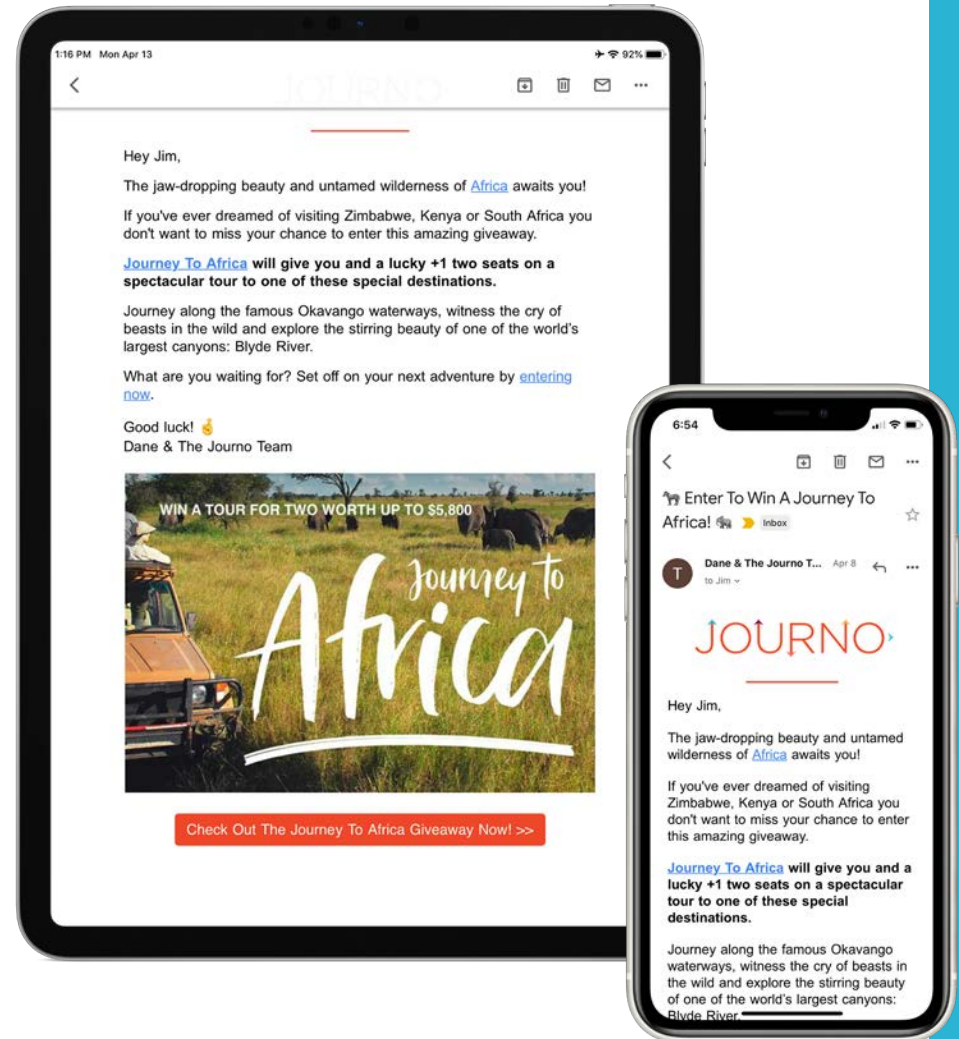 1:16 PM Mon Apr 13
92%
JOURNO
Hey Jim,
The jaw-dropping beauty and untamed wilderness of Africa awaits you!
If you've ever dreamed of visiting Zimbabwe, Kenya or South Africa you
don't want to miss your chance to enter this amazing giveaway.
Journey To Africa will give you and a lucky +1 two seats on a
spectacular tour to one of these special destinations.
Journey along the famous Okavango waterways, witness the cry of
beasts in the wild and explore the stirring beauty of one of the world's
largest canyons: Blyde River.
What are you waiting for? Set off on your next adventure by entering
now.
Good luck! 🤞
Dane & The Journo Team
WIN A TOUR FOR TWO WORTH UP TO $5,800
Journey to
Africa
Check Out The Journey To Africa Giveaway Now! >>
6:54
🐅 Enter To Win A Journey To
Africa! 🐘 Inbox
T
Dane & The Journo T... Apr 8
to Jim
JOURNO
Hey Jim,
The jaw-dropping beauty and untamed
wilderness of Africa awaits you!
If you've ever dreamed of visiting
Zimbabwe, Kenya or South Africa you
don't want to miss your chance to enter
this amazing giveaway.
Journey To Africa will give you and a
lucky +1 two seats on a spectacular
tour to one of these special
destinations.
Journey along the famous Okavango
waterways, witness the cry of beasts in
the wild and explore the stirring beauty
of one of the world's largest canyons:
Blyde River.